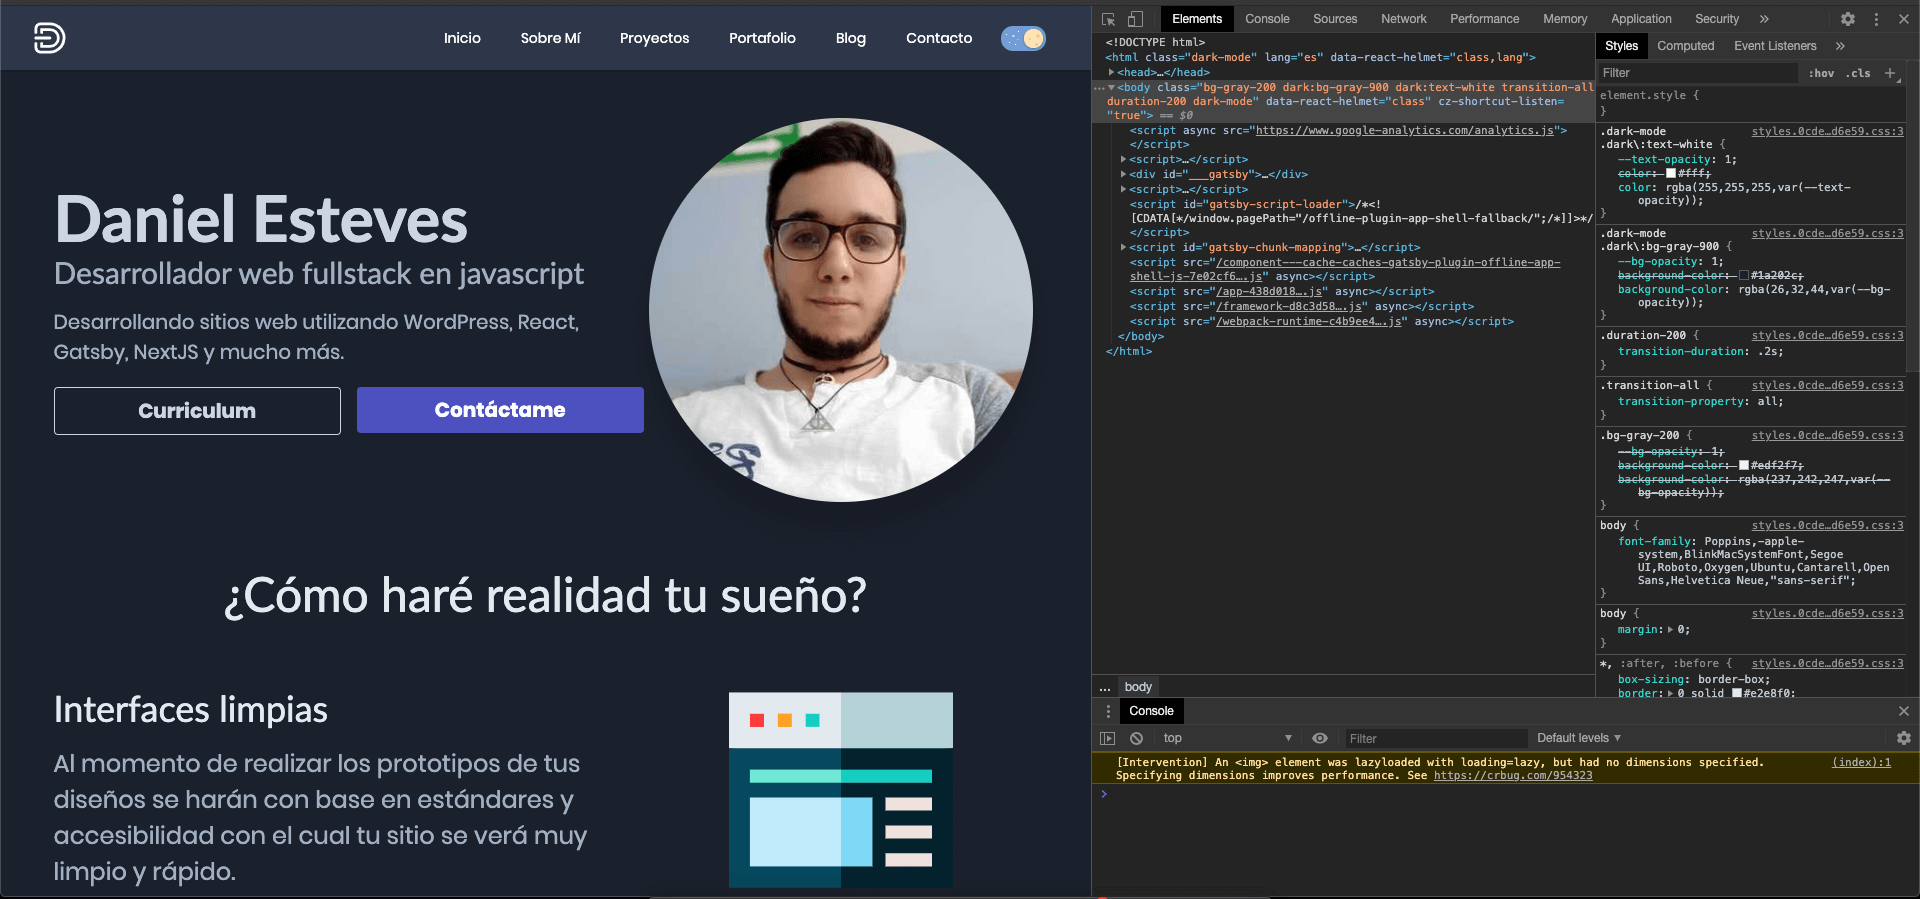 Inicio Sobre Mí Proyectos Portafolio Blog Contacto
Daniel Esteves
Desarrollador web fullstack en javascript
Desarrollando sitios web utilizando WordPress, React,
Gatsby, NextJS y mucho más.
Curriculum Contáctame
¿Cómo haré realidad tu sueño?
Interfaces limpias
Al momento de realizar los prototipos de tus
diseños se harán con base en estándares y
accesibilidad con el cual tu sitio se verá muy
limpio y rápido.
Elements Console Sources Network Performance Memory Application Security »
<!DOCTYPE html>
<html class="dark-mode" lang="es" data-react-helmet="class,lang">
<head>…</head>
<body class="bg-gray-200 dark:bg-gray-900 dark:text-white transition-all
duration-200 dark-mode" data-react-helmet="class" cz-shortcut-listen=
"true"> == $0
<script async src="https://www.google-analytics.com/analytics.js">
</script>
<script>…</script>
<div id="___gatsby">…</div>
<script>…</script>
<script id="gatsby-script-loader">/*<!
[CDATA[*/window.pagePath="/offline-plugin-app-shell-fallback/";/*]]>*/
</script>
<script id="gatsby-chunk-mapping">…</script>
<script src="/component---cache-caches-gatsby-plugin-offline-app-
shell-js-7e02cf6….js" async></script>
<script src="/app-438d018….js" async></script>
<script src="/framework-d8c3d58….js" async></script>
<script src="/webpack-runtime-c4b9ee4….js" async></script>
</body>
</html>
… body
Styles Computed Event Listeners »
Filter :hov .cls +
element.style {
}
.dark-mode styles.0cde…d6e59.css:3
.dark\:text-white {
--text-opacity: 1;
color: #fff;
color: rgba(255,255,255,var(--text-
opacity));
}
.dark-mode styles.0cde…d6e59.css:3
.dark\:bg-gray-900 {
--bg-opacity: 1;
background-color: #1a202c;
background-color: rgba(26,32,44,var(--bg-
opacity));
}
.duration-200 { styles.0cde…d6e59.css:3
transition-duration: .2s;
}
.transition-all { styles.0cde…d6e59.css:3
transition-property: all;
}
.bg-gray-200 { styles.0cde…d6e59.css:3
--bg-opacity: 1;
background-color: #edf2f7;
background-color: rgba(237,242,247,var(--
bg-opacity));
}
body { styles.0cde…d6e59.css:3
font-family: Poppins,-apple-
system,BlinkMacSystemFont,Segoe
UI,Roboto,Oxygen,Ubuntu,Cantarell,Open
Sans,Helvetica Neue,"sans-serif";
}
body { styles.0cde…d6e59.css:3
margin: 0;
}
*, :after, :before { styles.0cde…d6e59.css:3
box-sizing: border-box;
border: 0 solid #e2e8f0;
Console
top Filter Default levels
[Intervention] An <img> element was lazyloaded with loading=lazy, but had no dimensions specified. (index):1
Specifying dimensions improves performance. See https://crbug.com/954323